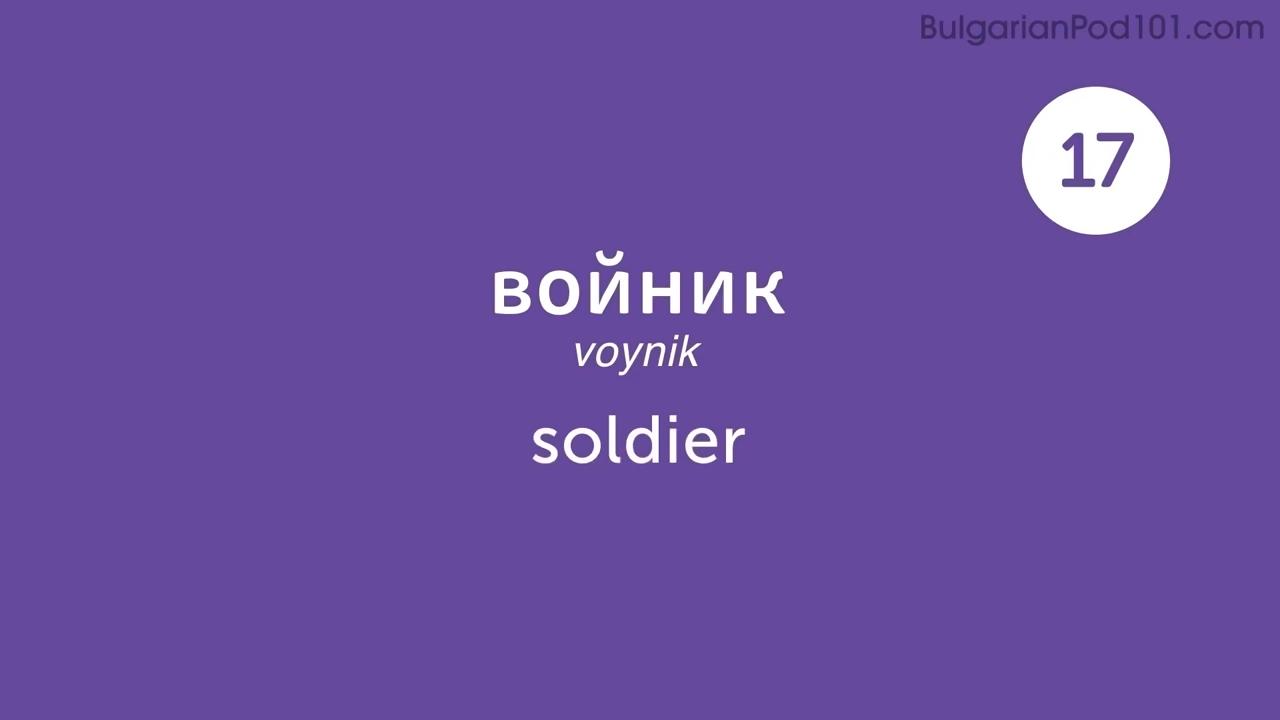 BulgarianPod101.com
17
войник
voynik
soldier